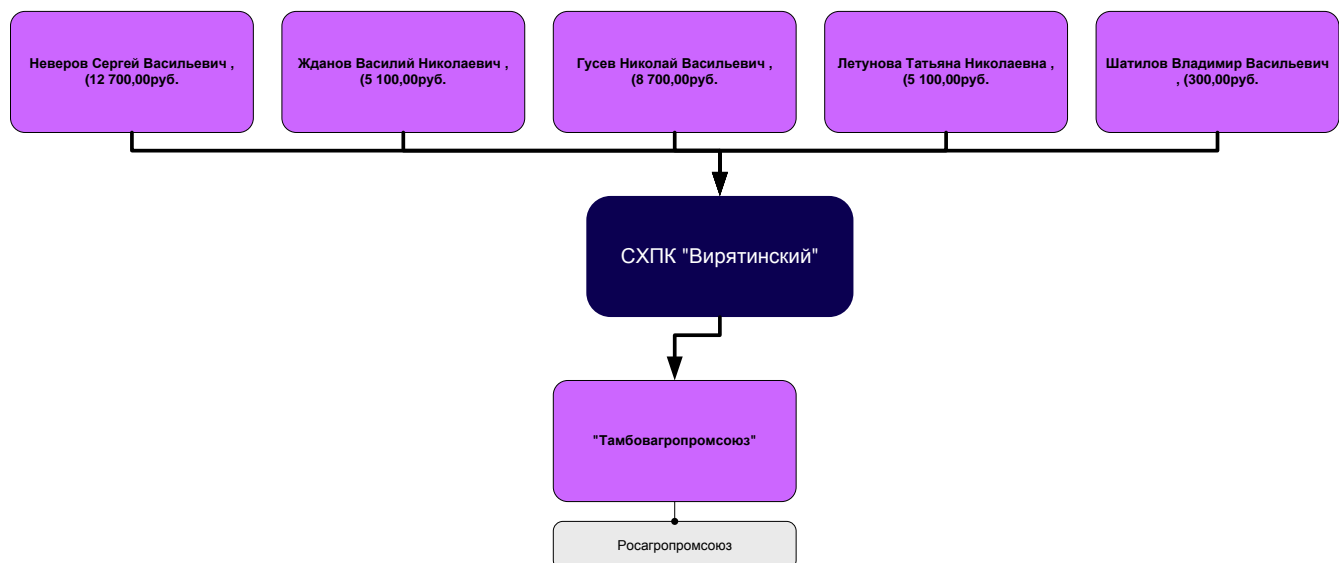 Неверов Сергей Васильевич ,
(12 700,00руб.
Жданов Василий Николаевич ,
(5 100,00руб.
Гусев Николай Васильевич ,
(8 700,00руб.
Летунова Татьяна Николаевна ,
(5 100,00руб.
Шатилов Владимир Васильевич
, (300,00руб.
СХПК "Вирятинский"
"Тамбовагропромсоюз"
Росагропромсоюз